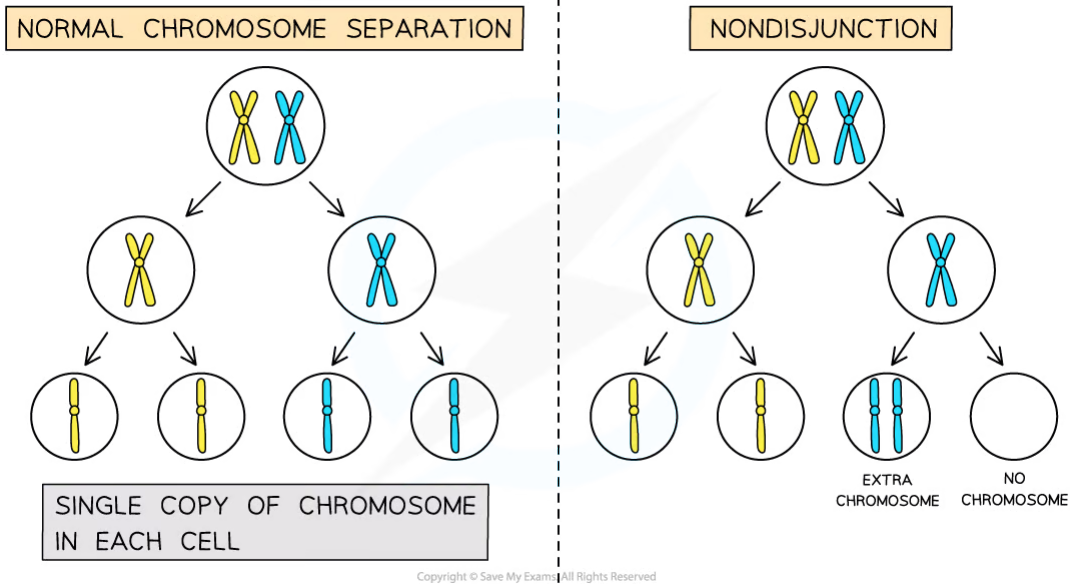 NORMAL CHROMOSOME SEPARATION
NONDISJUNCTION
EXTRA
CHROMOSOME
NO
CHROMOSOME
SINGLE COPY OF CHROMOSOME
IN EACH CELL
Copyright © Save My Exams. All Rights Reserved